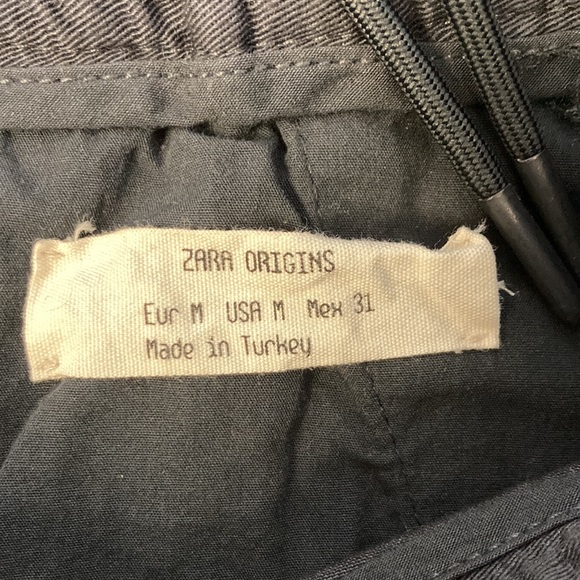 ZARA ORIGINS
Eur M USA M Mex 31
Made in Turkey